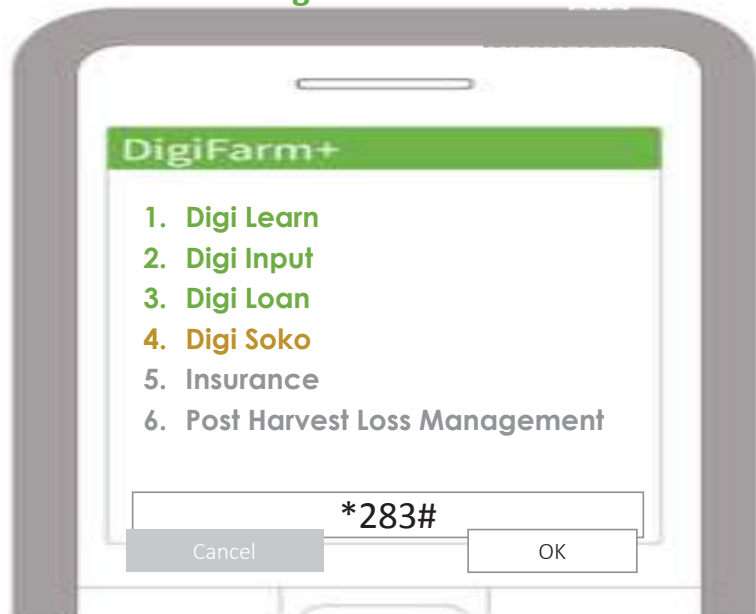 DigiFarm+
1. Digi Learn
2. Digi Input
3. Digi Loan
4. Digi Soko
5. Insurance
6. Post Harvest Loss Management
*283#
Cancel
OK